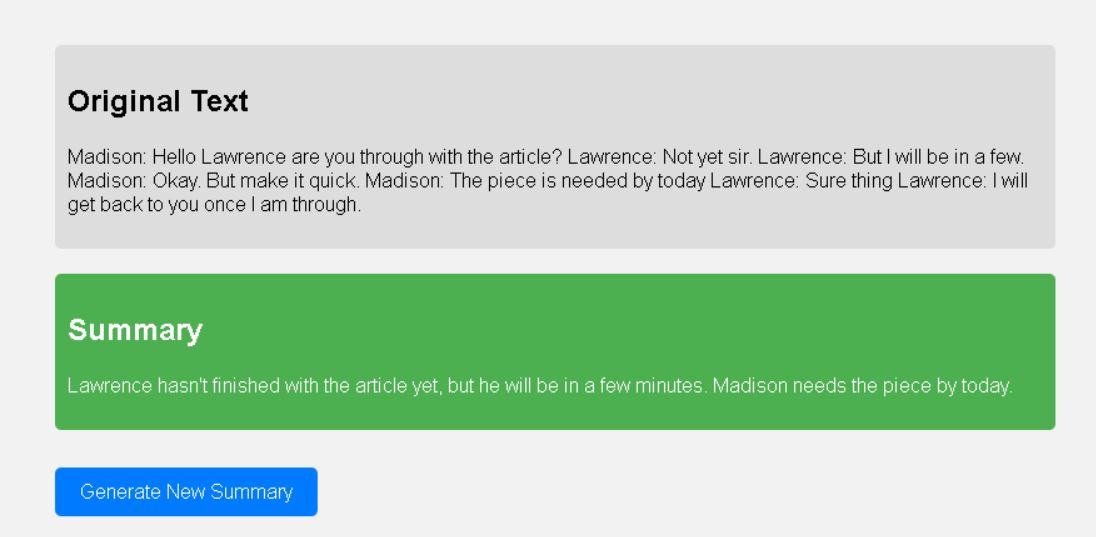 Original Text
Madison: Hello Lawrence are you through with the article? Lawrence: Not yet sir. Lawrence: But I will be in a few.
Madison: Okay. But make it quick. Madison: The piece is needed by today Lawrence: Sure thing Lawrence: I will
get back to you once I am through.
Summary
Lawrence hasn't finished with the article yet, but he will be in a few minutes. Madison needs the piece by today.
Generate New Summary